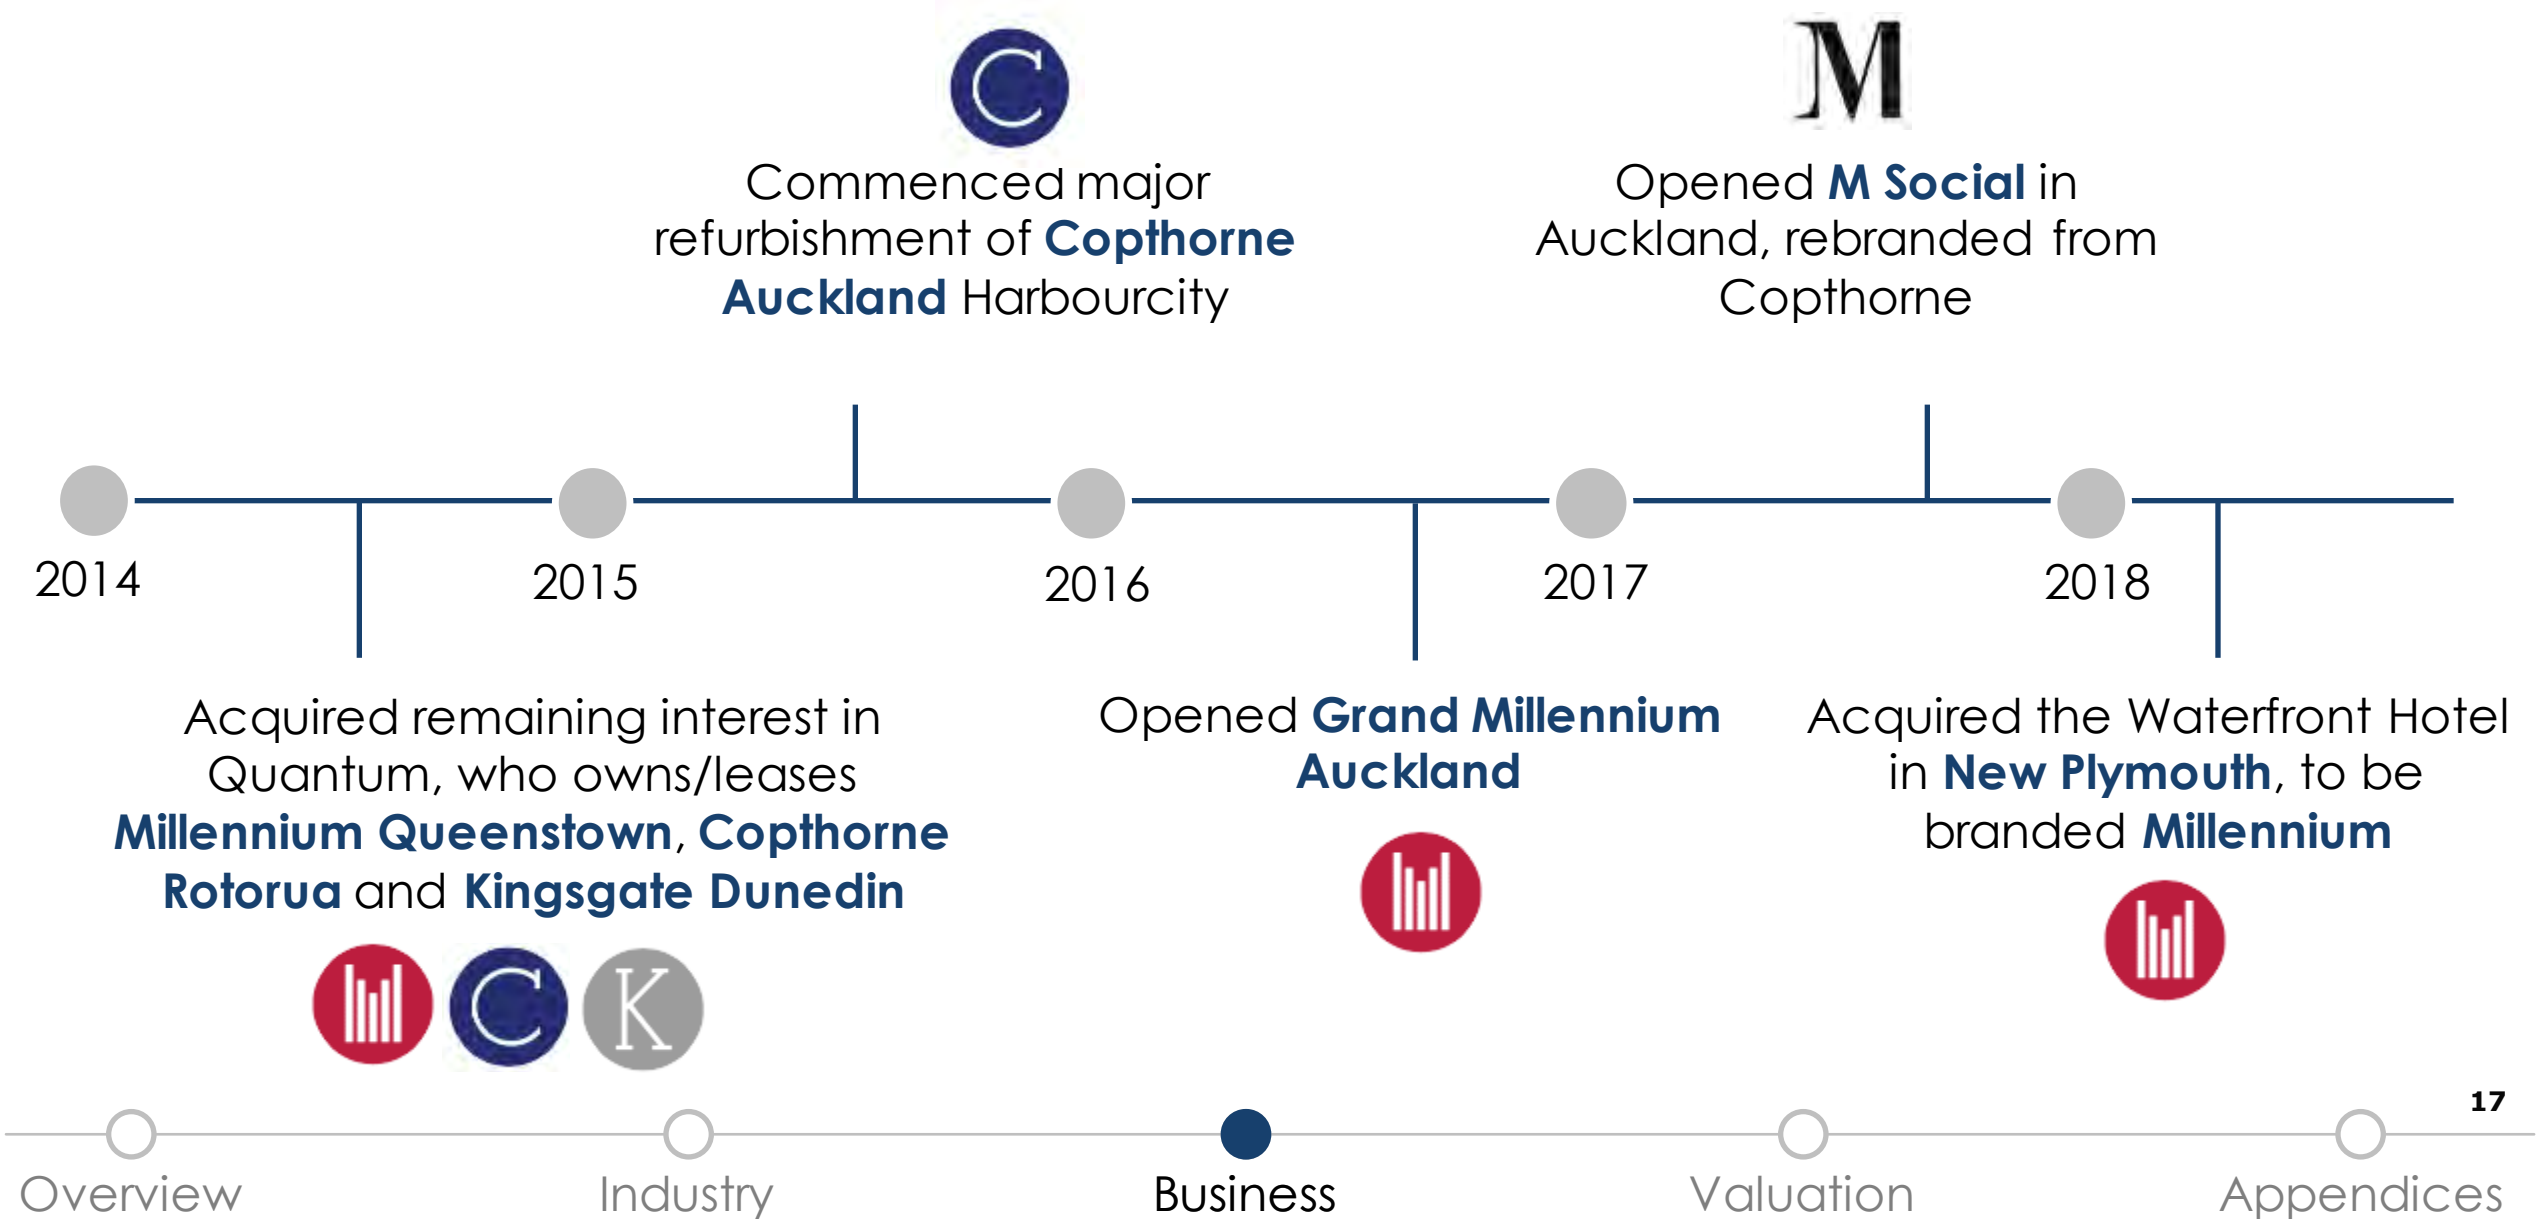 C
M
Commenced major
refurbishment of Copthorne
Auckland Harbourcity
Opened M Social in
Auckland, rebranded from
Copthorne
2014
2015
2016
2017
2018
Acquired remaining interest in
Quantum, who owns/leases
Millennium Queenstown, Copthorne
Rotorua and Kingsgate Dunedin
C
K
Opened Grand Millennium
Auckland
Acquired the Waterfront Hotel
in New Plymouth, to be
branded Millennium
17
Overview
Industry
Business
Valuation
Appendices